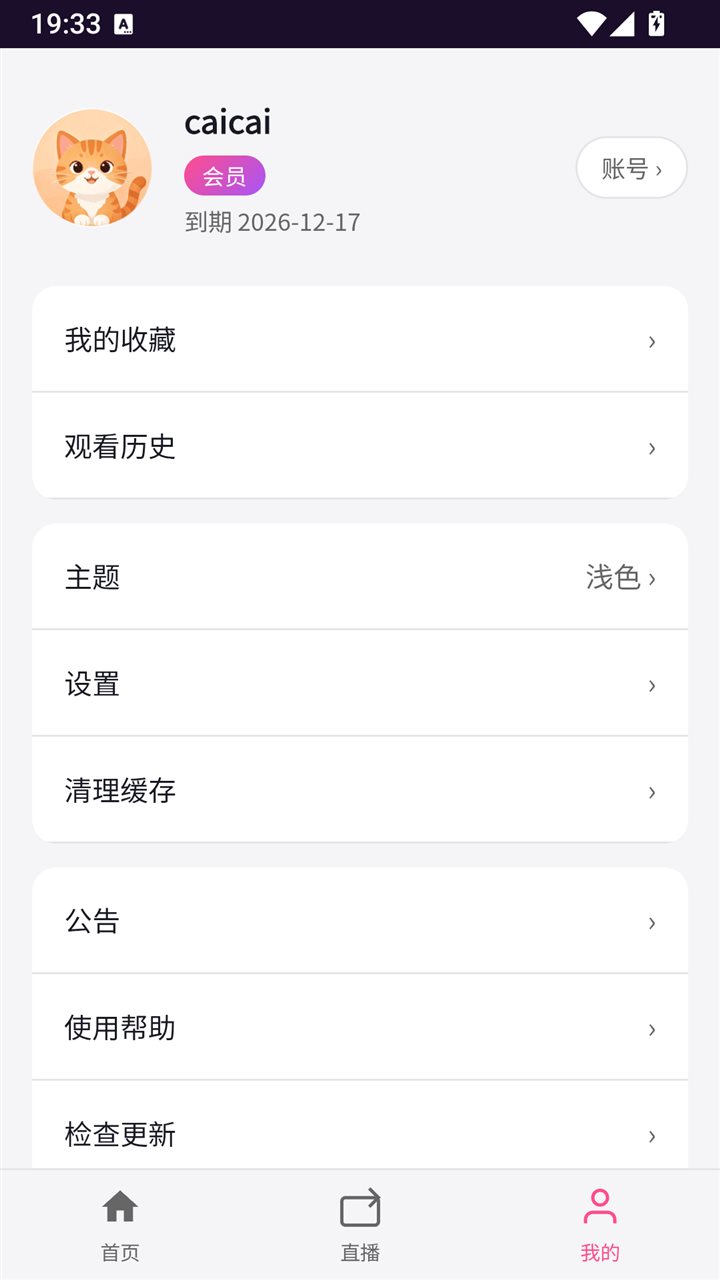 19:33
caicai
会员
到期 2026-12-17
账号 ›
我的收藏 ›
观看历史 ›
主题 浅色 ›
设置 ›
清理缓存 ›
公告 ›
使用帮助 ›
检查更新 ›
首页 直播 我的